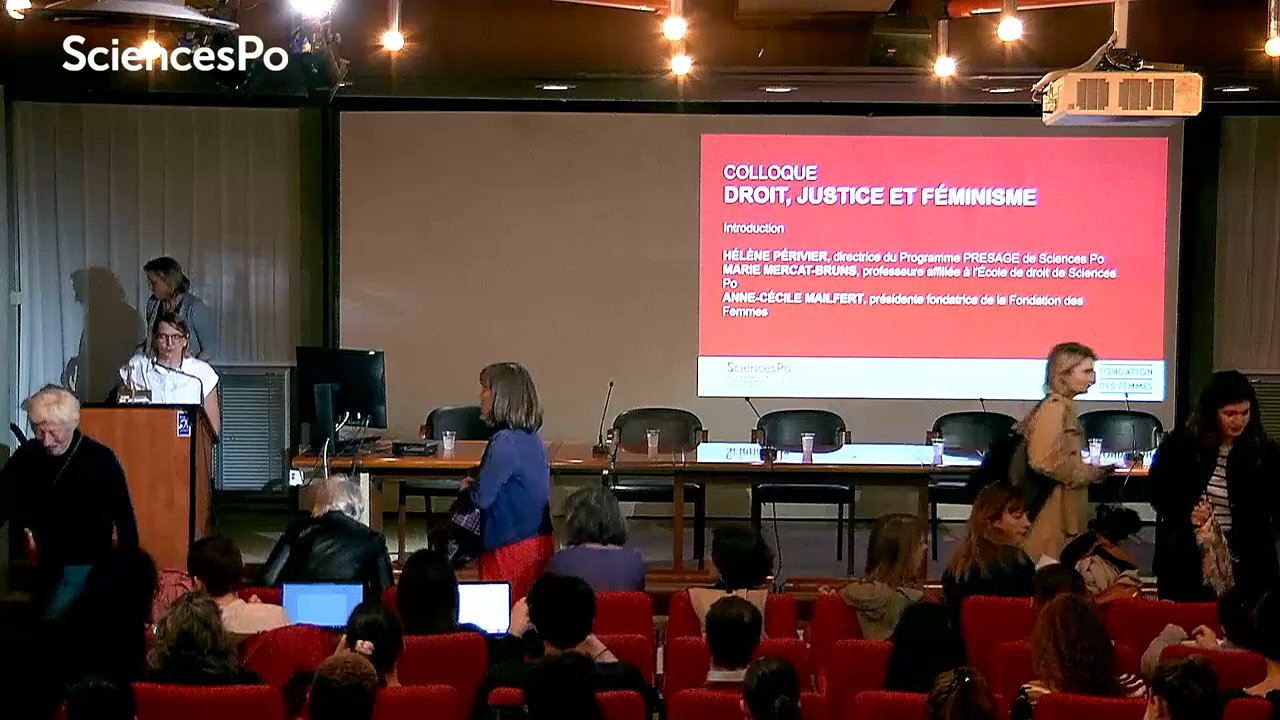 SciencesPo
COLLOQUE
DROIT, JUSTICE ET FÉMINISME
Introduction
HÉLÈNE PÉRIVIER, directrice du Programme PRESAGE de Sciences Po
MARIE MERCAT-BRUNS, professeure affiliée à l'École de droit de Sciences
Po
ANNE-CÉCILE MAILFERT, présidente fondatrice de la Fondation des
Femmes
SciencesPo
FONDATION
DES FEMMES